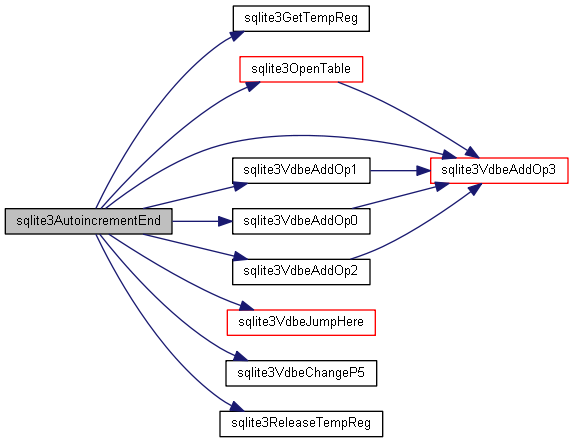 sqlite3GetTempReg
sqlite3OpenTable
sqlite3VdbeAddOp1
sqlite3VdbeAddOp3
sqlite3AutoincrementEnd
sqlite3VdbeAddOp0
sqlite3VdbeAddOp2
sqlite3VdbeJumpHere
sqlite3VdbeChangeP5
sqlite3ReleaseTempReg